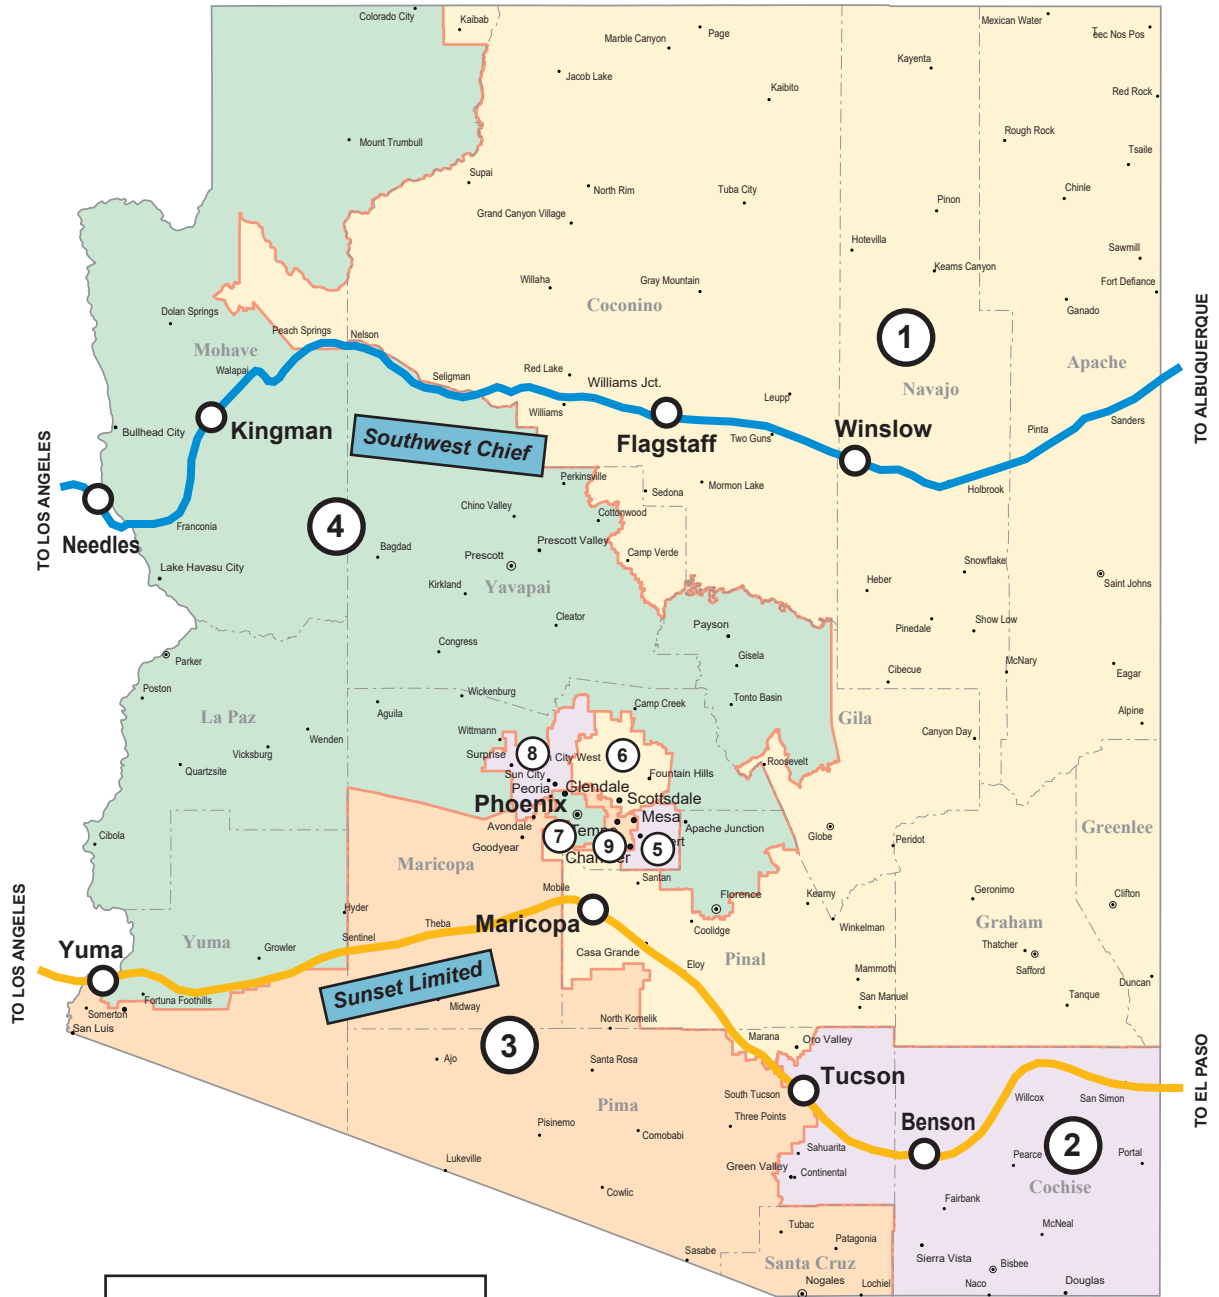 Colorado City
Kaibab
Page
Mexican Water
Teec Nos Pos
Marble Canyon
Kayenta
Jacob Lake
Kaibito
Red Rock
Mount Trumbull
Rough Rock
Tsaile
Supai
North Rim
Tuba City
Chinle
Pinon
Grand Canyon Village
Hotevilla
Sawmill
Keams Canyon
Willaha
Gray Mountain
Fort Defiance
Coconino
Ganado
Dolan Springs
Peach Springs
Nelson
1
TO ALBUQUERQUE
Mohave
Walapai
Seligman
Red Lake
Williams Jct.
Navajo
Apache
Leupp
Williams
Bullhead City
Kingman
Southwest Chief
Flagstaff
Two Guns
Winslow
Pinta
Sanders
TO LOS ANGELES
Needles
Perkinsville
Sedona
Mormon Lake
Holbrook
Franconia
4
Chino Valley
Cottonwood
Prescott Valley
Bagdad
Prescott
Camp Verde
Lake Havasu City
Kirkland
Yavapai
Heber
Snowflake
Saint Johns
Cleator
Payson
Pinedale
Show Low
Congress
Gisela
Parker
Cibecue
McNary
Eagar
Poston
Wickenburg
Tonto Basin
Aguila
Camp Creek
La Paz
Gila
Alpine
Wittmann
Wenden
Canyon Day
Vicksburg
Surprise
8
n City West
6
Quartzsite
Sun City
Fountain Hills
Roosevelt
Peoria
Glendale
Phoenix
Scottsdale
Mesa
Avondale
Tempe
Apache Junction
Globe
Greenlee
Cibola
Goodyear
7
9
5
ert
Peridot
Maricopa
Chandler
Santan
Mobile
Florence
Kearny
Geronimo
Clifton
Hyder
Theba
Maricopa
Coolidge
Winkelman
Graham
Yuma
Sentinel
Yuma
Growler
Casa Grande
Pinal
Thatcher
Safford
TO LOS ANGELES
Sunset Limited
Eloy
Mammoth
Duncan
Fortuna Foothills
Somerton
Midway
San Manuel
Tanque
San Luis
North Komelik
3
Marana
Oro Valley
Ajo
Santa Rosa
Tucson
South Tucson
Willcox
San Simon
TO EL PASO
Pima
Three Points
Benson
Pisinemo
Comobabi
2
Sahuarita
Pearce
Portal
Lukeville
Green Valley
Continental
Cochise
Cowlic
Fairbank
Tubac
McNeal
Patagonia
Sasabe
Santa Cruz
Sierra Vista
Bisbee
Nogales
Lochiel
Naco
Douglas